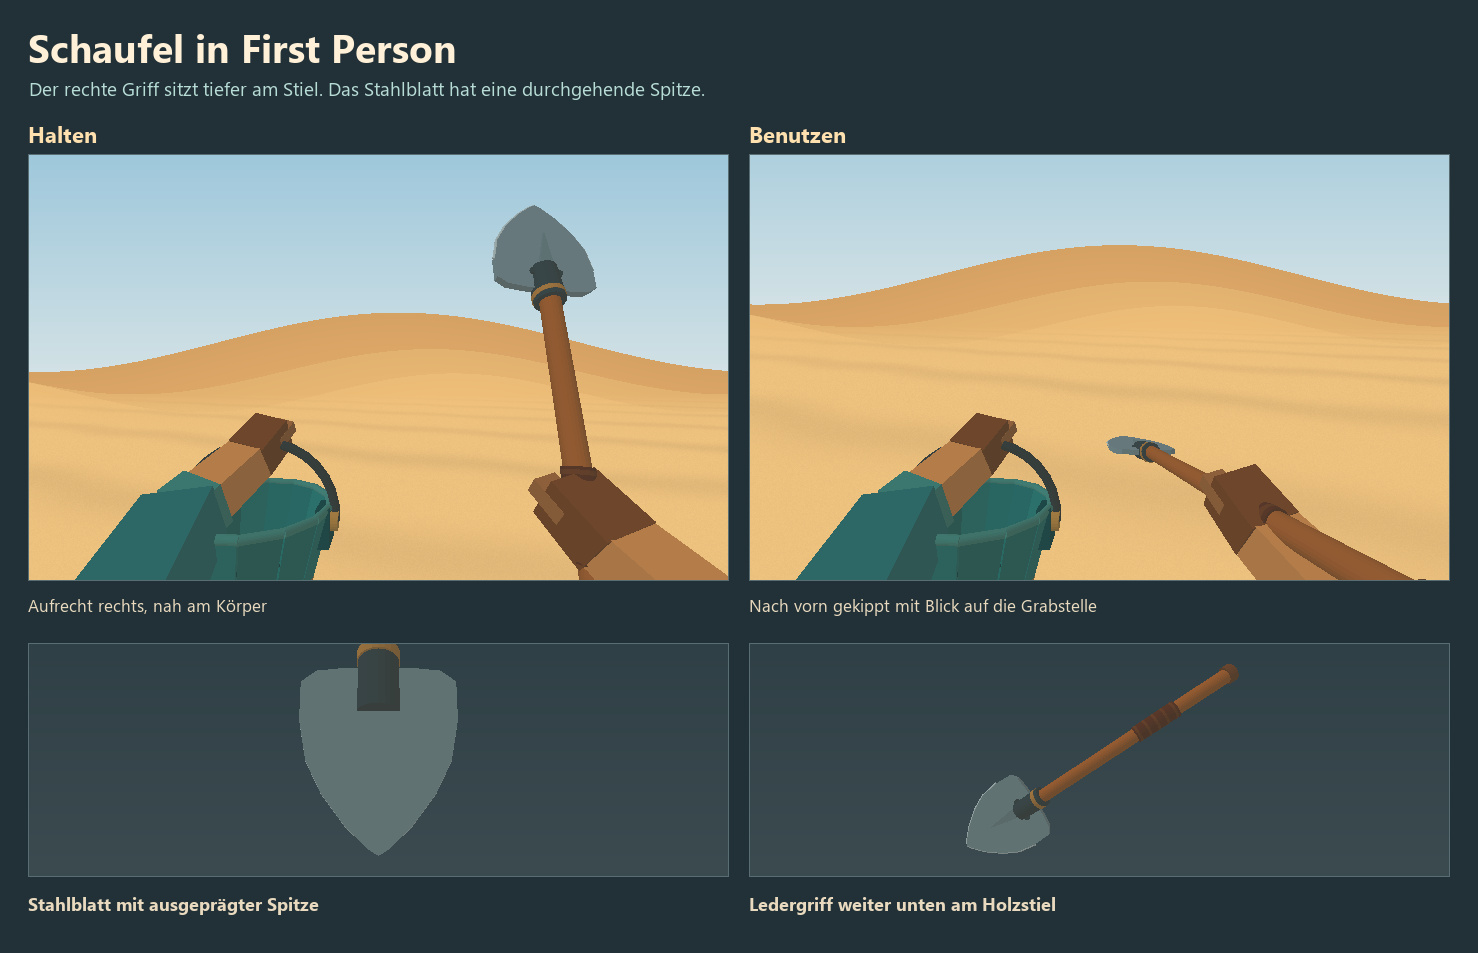 Schaufel in First Person
Der rechte Griff sitzt tiefer am Stiel. Das Stahlblatt hat eine durchgehende Spitze.
Halten
Benutzen
Aufrecht rechts, nah am Körper
Nach vorn gekippt mit Blick auf die Grabstelle
Stahlblatt mit ausgeprägter Spitze
Ledergriff weiter unten am Holzstiel